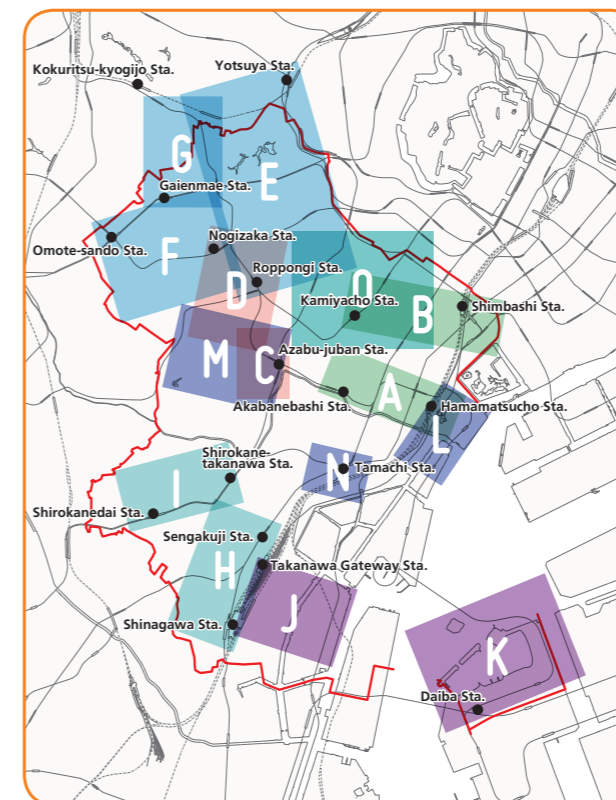 Yotsuya Sta.
Kokuritsu-kyogijo Sta.
G
E
Gaienmae Sta.
Nogizaka Sta.
Omote-sando Sta.
F
Roppongi Sta.
D
O
Kamiyacho Sta.
B
Shimbashi Sta.
M
C
Azabu-juban Sta.
A
Akabanebashi Sta.
Hamamatsucho Sta.
L
Shirokane-
takanawa Sta.
N
Tamachi Sta.
I
Shirokanedai Sta.
Sengakuji Sta.
H
Takanawa Gateway Sta.
J
Shinagawa Sta.
K
Daiba Sta.